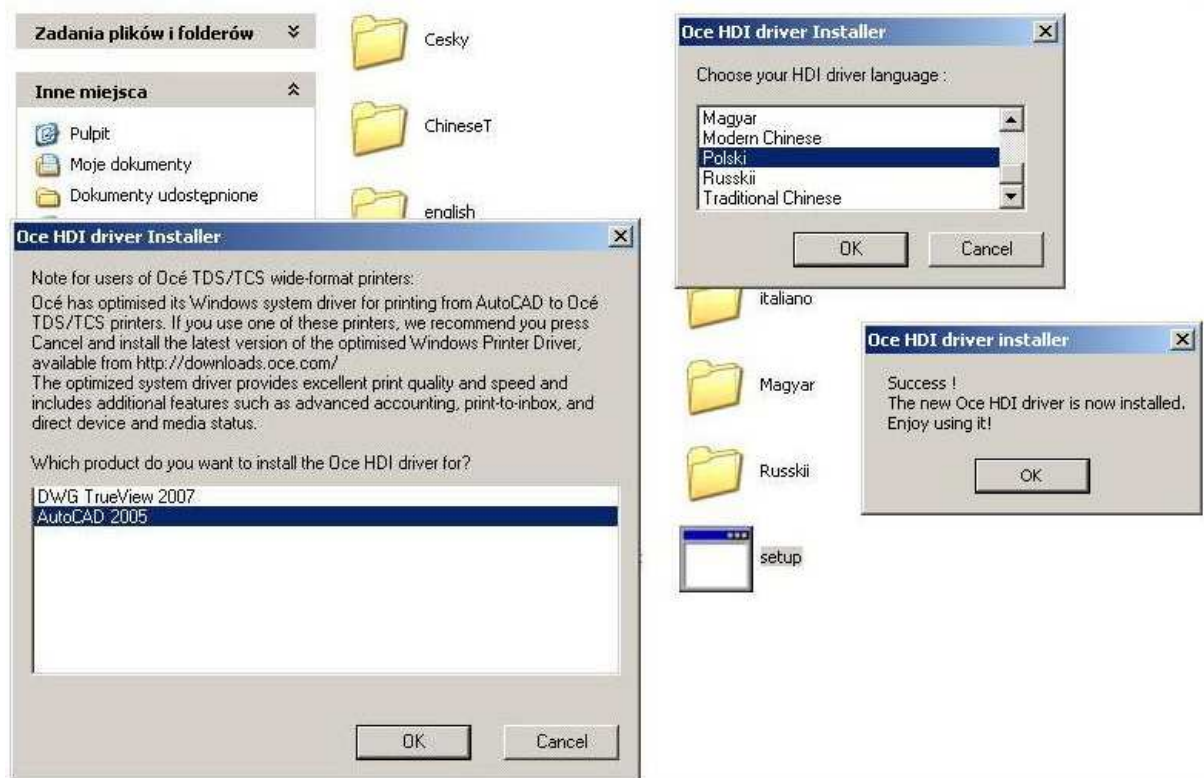 Zadania plików i folderów
Inne miejsca
Pulpit
Moje dokumenty
Dokumenty udostępnione
Cesky
ChineseT
english
Oce HDI driver Installer
Choose your HDI driver language :
Magyar
Modern Chinese
Polski
Russkii
Traditional Chinese
OK
Cancel
Oce HDI driver Installer
Note for users of Océ TDS/TCS wide-format printers:
Océ has optimised its Windows system driver for printing from AutoCAD to Océ
TDS/TCS printers. If you use one of these printers, we recommend you press
Cancel and install the latest version of the optimised Windows Printer Driver,
available from http://downloads.oce.com/
The optimized system driver provides excellent print quality and speed and
includes additional features such as advanced accounting, print-to-inbox, and
direct device and media status.
Which product do you want to install the Oce HDI driver for?
DWG TrueView 2007
AutoCAD 2005
OK
Cancel
italiano
Magyar
Russkii
setup
Oce HDI driver installer
Success !
The new Oce HDI driver is now installed.
Enjoy using it!
OK